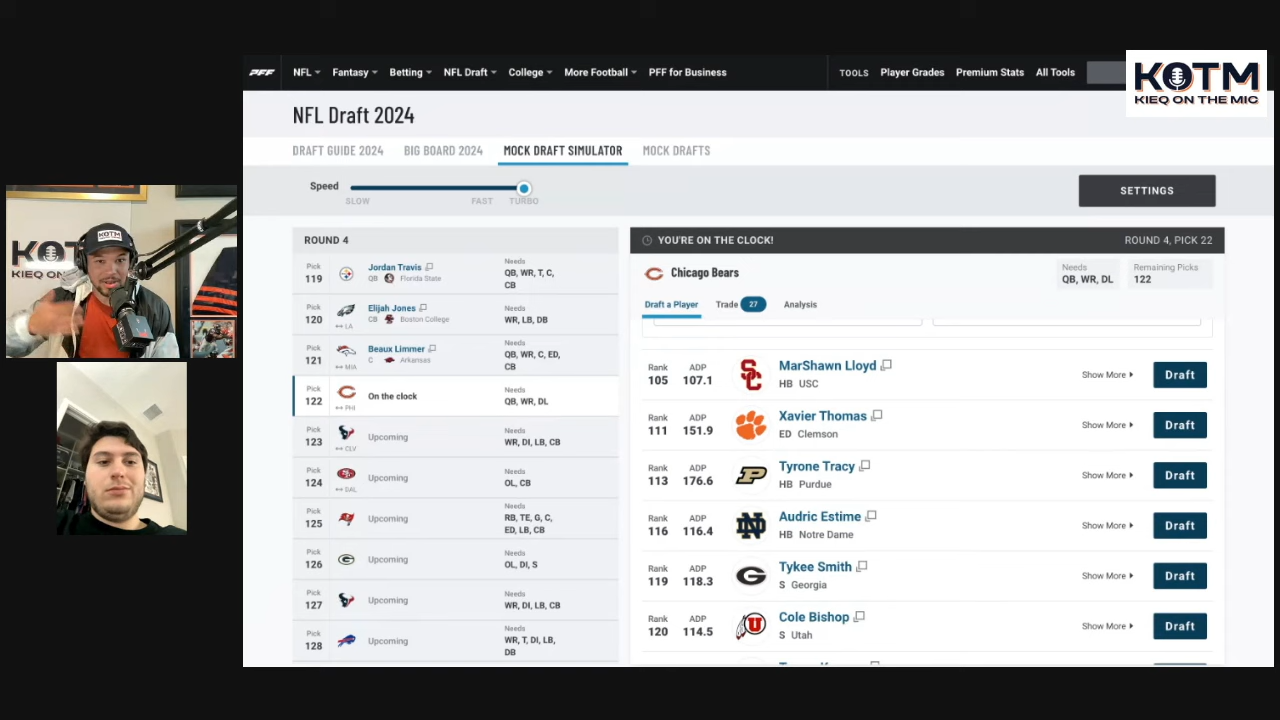 PFF
NFL
Fantasy
Betting
NFL Draft
College
More Football
PFF for Business
TOOLS
Player Grades
Premium Stats
All Tools
KOTM
KIEQ ON THE MIC
NFL Draft 2024
DRAFT GUIDE 2024
BIG BOARD 2024
MOCK DRAFT SIMULATOR
MOCK DRAFTS
Speed
SLOW
FAST
TURBO
SETTINGS
KOTM
KIEQ ON THE MIC
KOTM
ROUND 4
Pick
119
Jordan Travis
QB Florida State
Needs
QB, WR, T, C,
CB
Pick
120
LA
Elijah Jones
CB Boston College
Needs
WR, LB, DB
Pick
121
MIA
Beaux Limmer
C Arkansas
Needs
QB, WR, C, ED,
CB
Pick
122
PHI
On the clock
Needs
QB, WR, DL
Pick
123
CLV
Upcoming
Needs
WR, DI, LB, CB
Pick
124
DAL
Upcoming
Needs
OL, CB
Pick
125
Upcoming
Needs
RB, TE, G, C,
ED, LB, CB
Pick
126
Upcoming
Needs
OL, DI, S
Pick
127
Upcoming
Needs
WR, DI, LB, CB
Pick
128
Upcoming
Needs
WR, T, DI, LB,
DB
YOU'RE ON THE CLOCK!
ROUND 4, PICK 22
Chicago Bears
Needs
QB, WR, DL
Remaining Picks
122
Draft a Player
Trade 27
Analysis
Rank
105
ADP
107.1
MarShawn Lloyd
HB USC
Show More
Draft
Rank
111
ADP
151.9
Xavier Thomas
ED Clemson
Show More
Draft
Rank
113
ADP
176.6
Tyrone Tracy
HB Purdue
Show More
Draft
Rank
116
ADP
116.4
Audric Estime
HB Notre Dame
Show More
Draft
Rank
119
ADP
118.3
Tykee Smith
S Georgia
Show More
Draft
Rank
120
ADP
114.5
Cole Bishop
S Utah
Show More
Draft